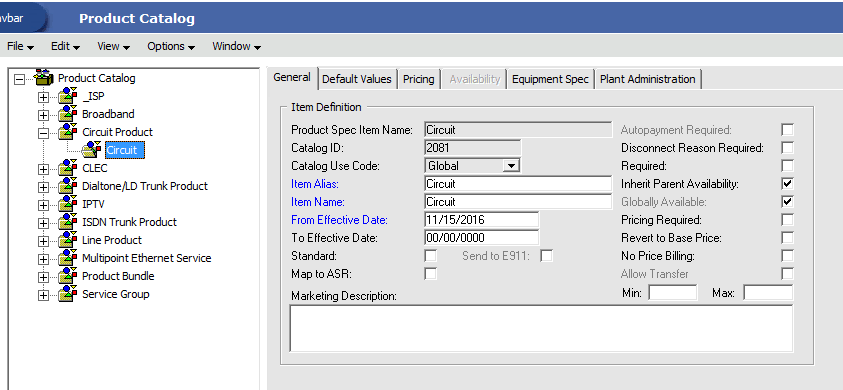 wbar Product Catalog
File Edit View Options Window
Product Catalog
_ISP
Broadband
Circuit Product
Circuit
CLEC
Dialtone/LD Trunk Product
IPTV
ISDN Trunk Product
Line Product
Multipoint Ethernet Service
Product Bundle
Service Group
General Default Values Pricing Availability Equipment Spec Plant Administration
Item Definition
Product Spec Item Name: Circuit Autopayment Required:
Catalog ID: 2081 Disconnect Reason Required:
Catalog Use Code: Global Required:
Item Alias: Circuit Inherit Parent Availability:
Item Name: Circuit Globally Available:
From Effective Date: 11/15/2016 Pricing Required:
To Effective Date: 00/00/0000 Revert to Base Price:
Standard: Send to E911: No Price Billing:
Map to ASR: Allow Transfer
Marketing Description: Min: Max: